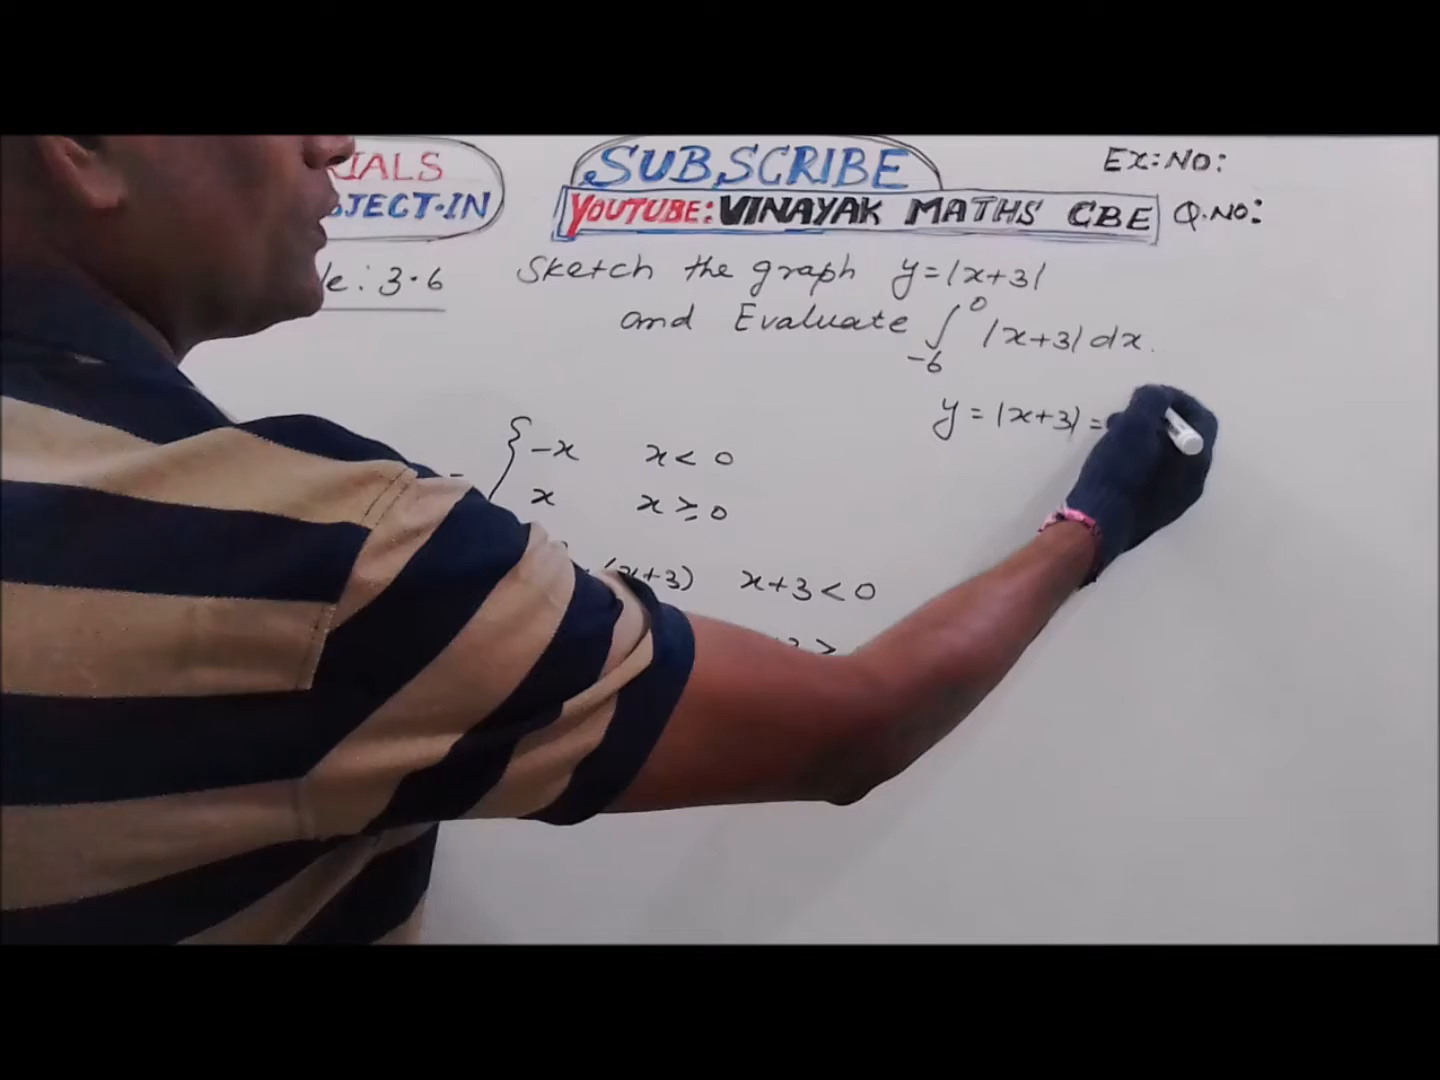 SUBSCRIBE
EX:NO:
YOUTUBE: VINAYAK MATHS CBE
Q.NO:
JECT-IN
: 3.6
Sketch the graph y = |x+3|
and Evaluate ∫_{-6}^{0} |x+3| dx.
y = |x+3| =
{ -x x < 0
x x ≥ 0
(x+3) x+3 < 0